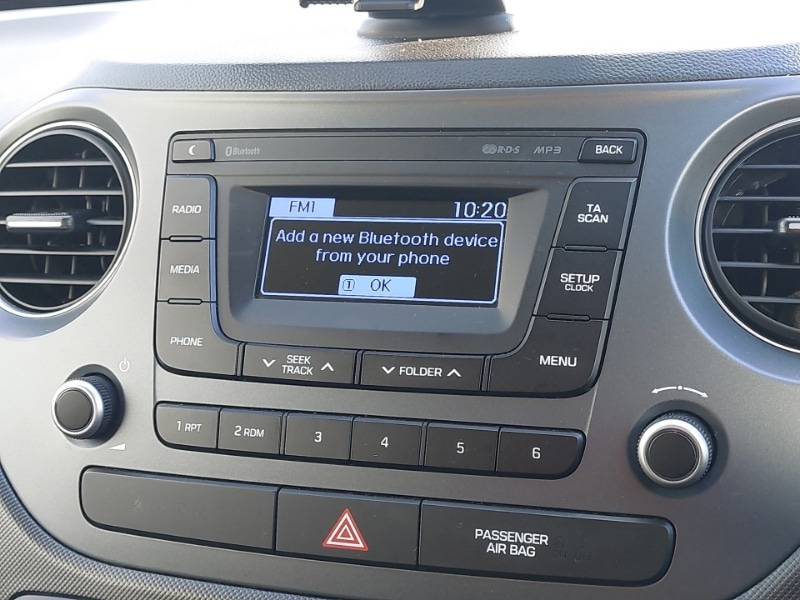 Bluetooth
R·D·S
MP3
BACK
RADIO
FM1
10:20
TA
SCAN
Add a new Bluetooth device
from your phone
1 OK
MEDIA
SETUP
CLOCK
PHONE
SEEK
TRACK
FOLDER
MENU
1 RPT
2 RDM
3
4
5
6
PASSENGER
AIR BAG